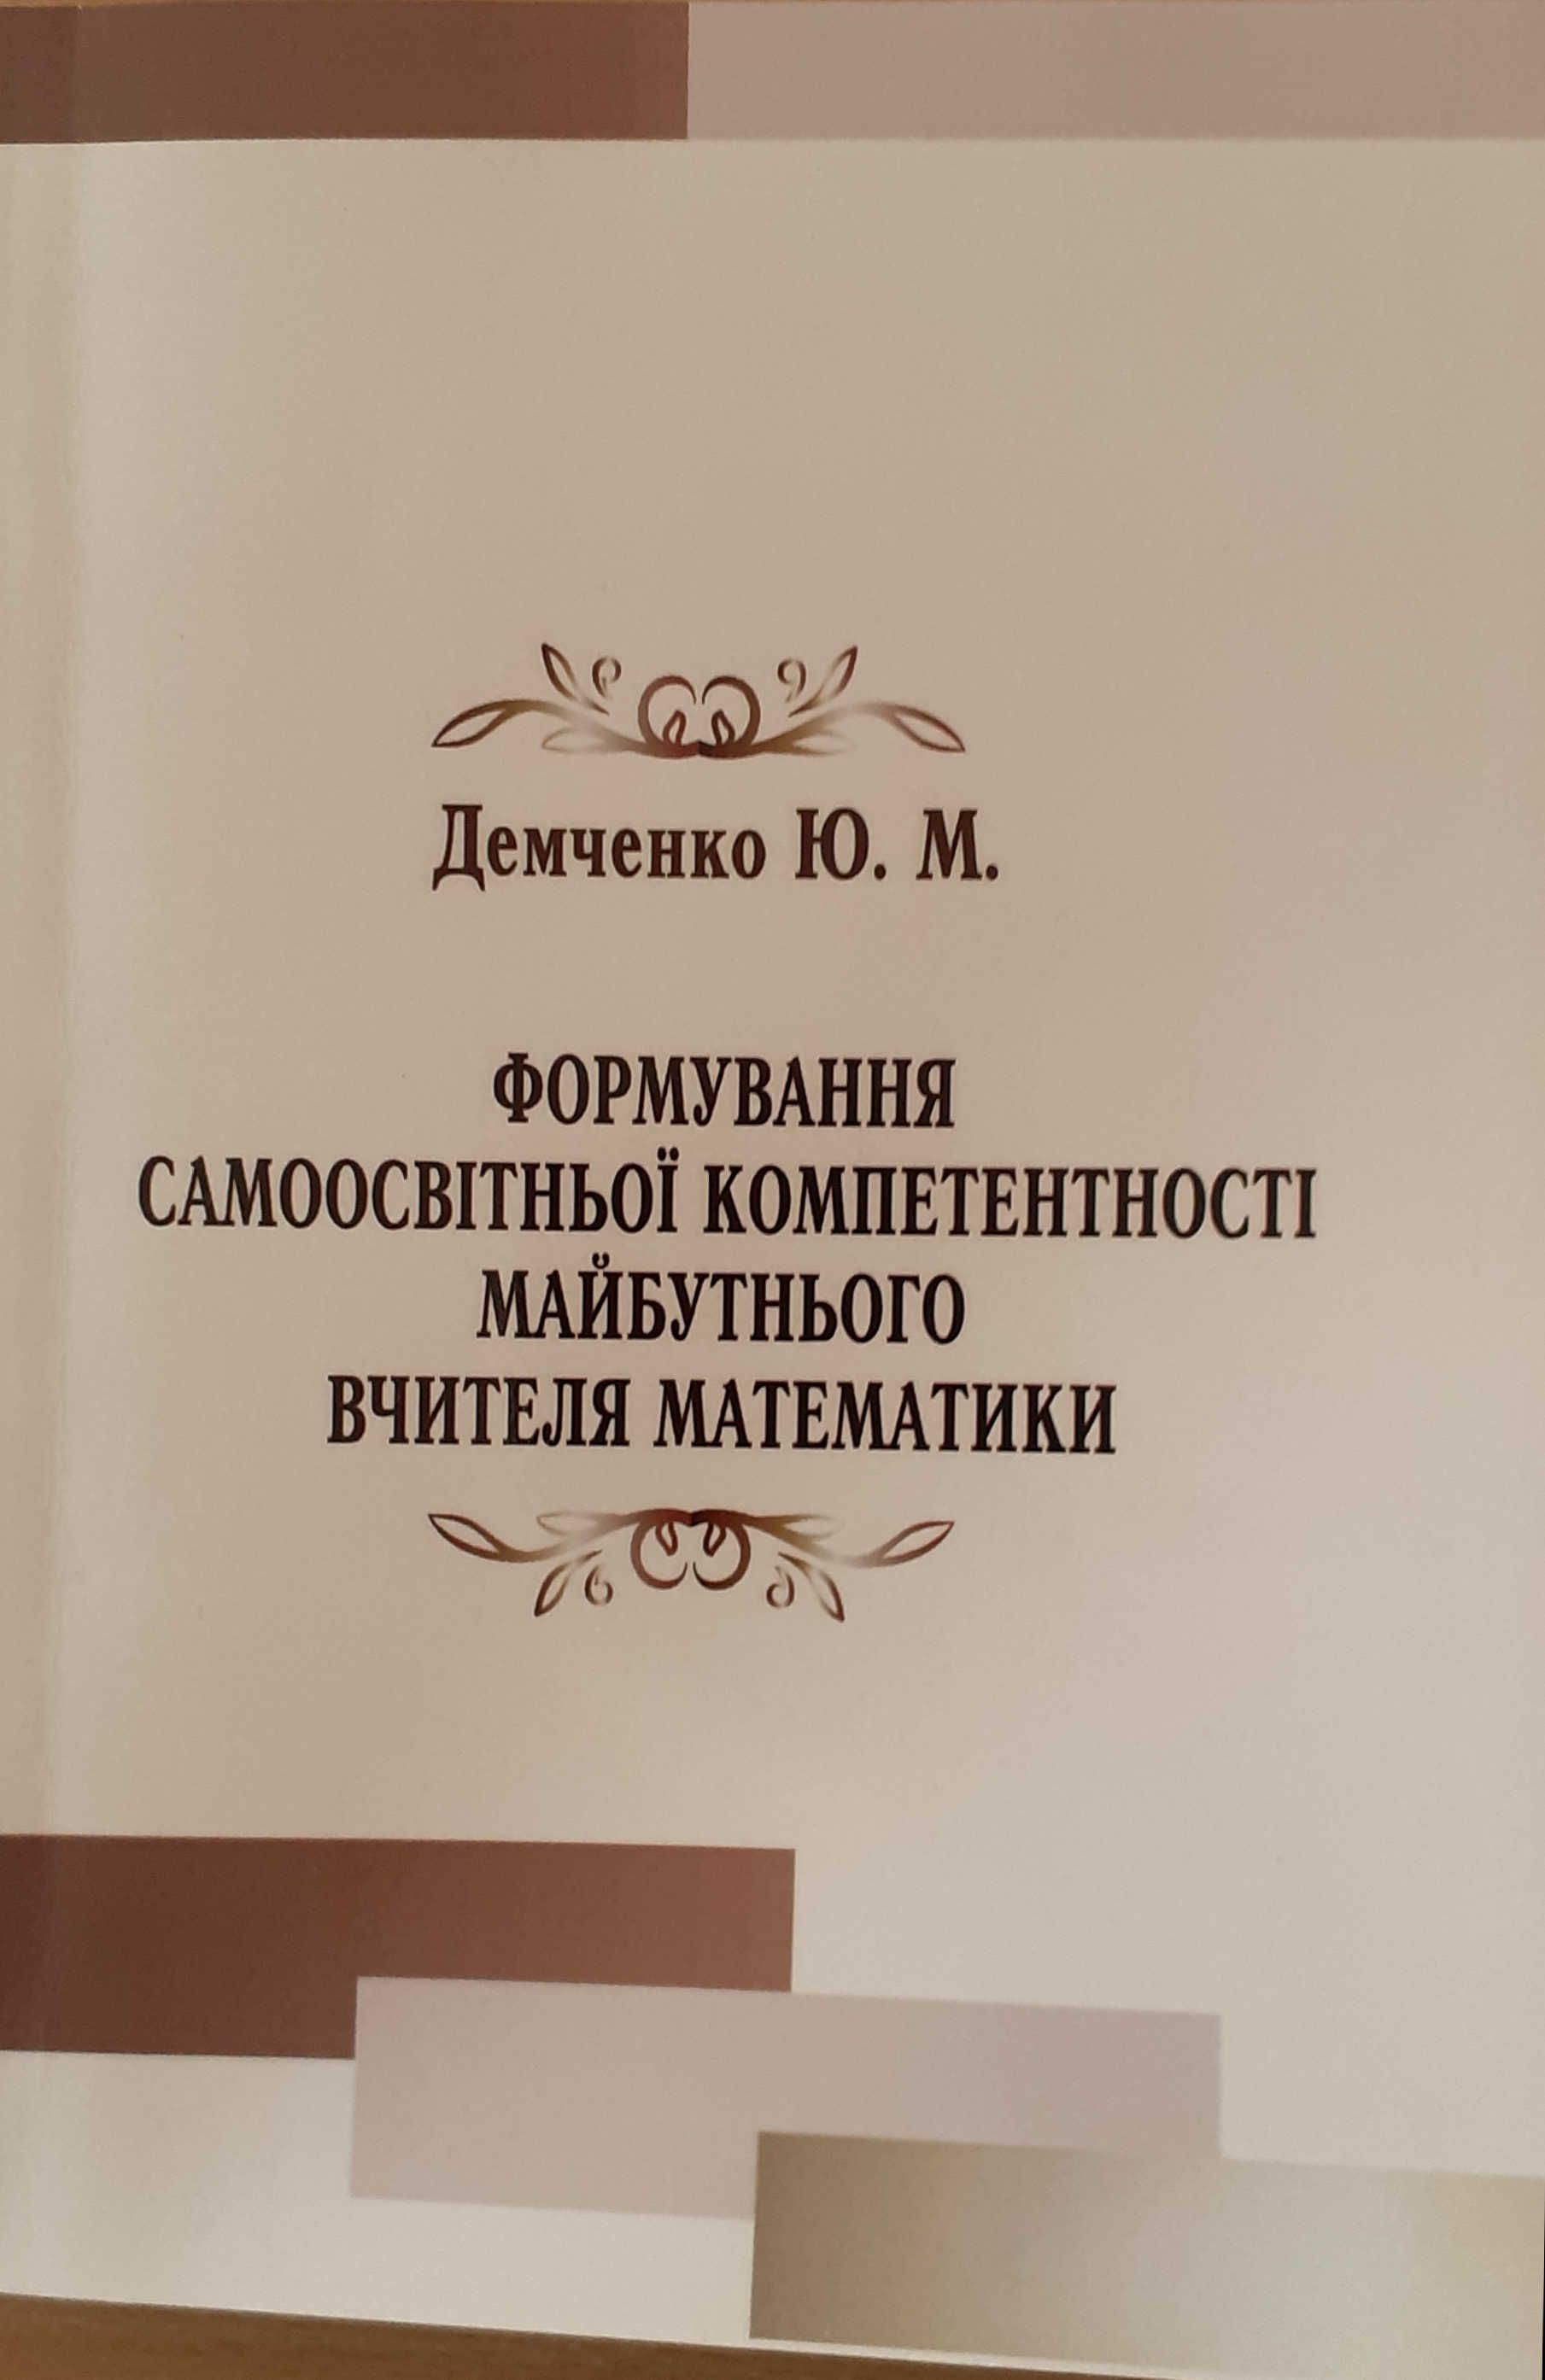 Демченко Ю. М.
ФОРМУВАННЯ
САМООСВІТНЬОЇ КОМПЕТЕНТНОСТІ
МАЙБУТНЬОГО
ВЧИТЕЛЯ МАТЕМАТИКИ